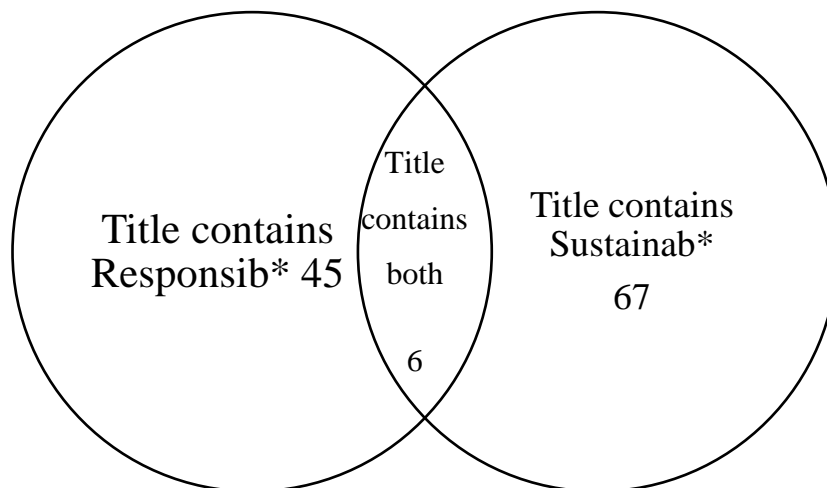 Title contains
Responsib* 45
Title
contains
both
6
Title contains
Sustainab*
67